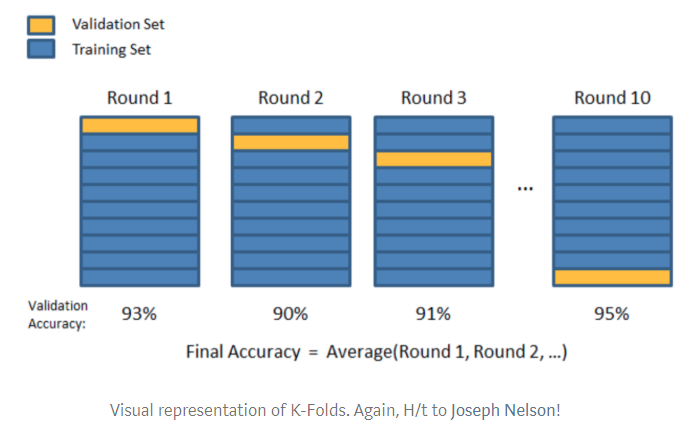 Validation Set
Training Set
Round 1
Round 2
Round 3
Round 10
...
Validation
Accuracy:
93%
90%
91%
95%
Final Accuracy = Average(Round 1, Round 2, ...)
Visual representation of K-Folds. Again, H/t to Joseph Nelson!